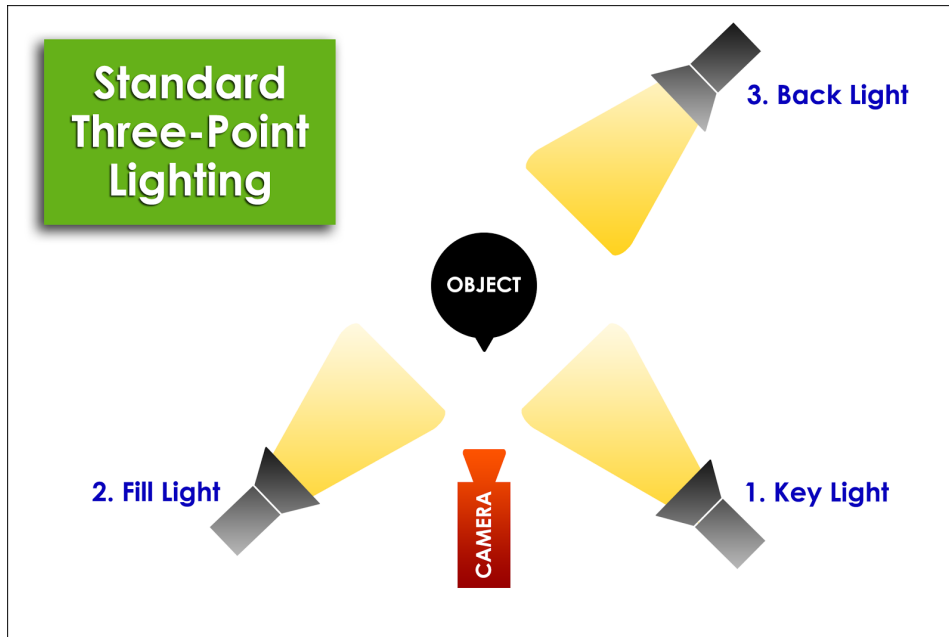 Standard
Three-Point
Lighting
3. Back Light
OBJECT
2. Fill Light
1. Key Light
CAMERA